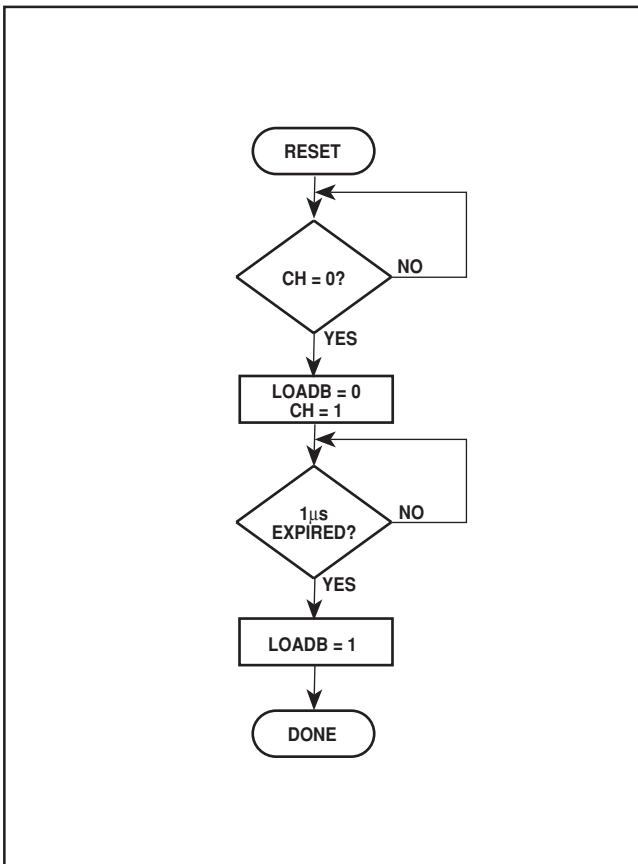 RESET
CH = 0?
NO
YES
LOADB = 0
CH = 1
1μs
EXPIRED?
NO
YES
LOADB = 1
DONE